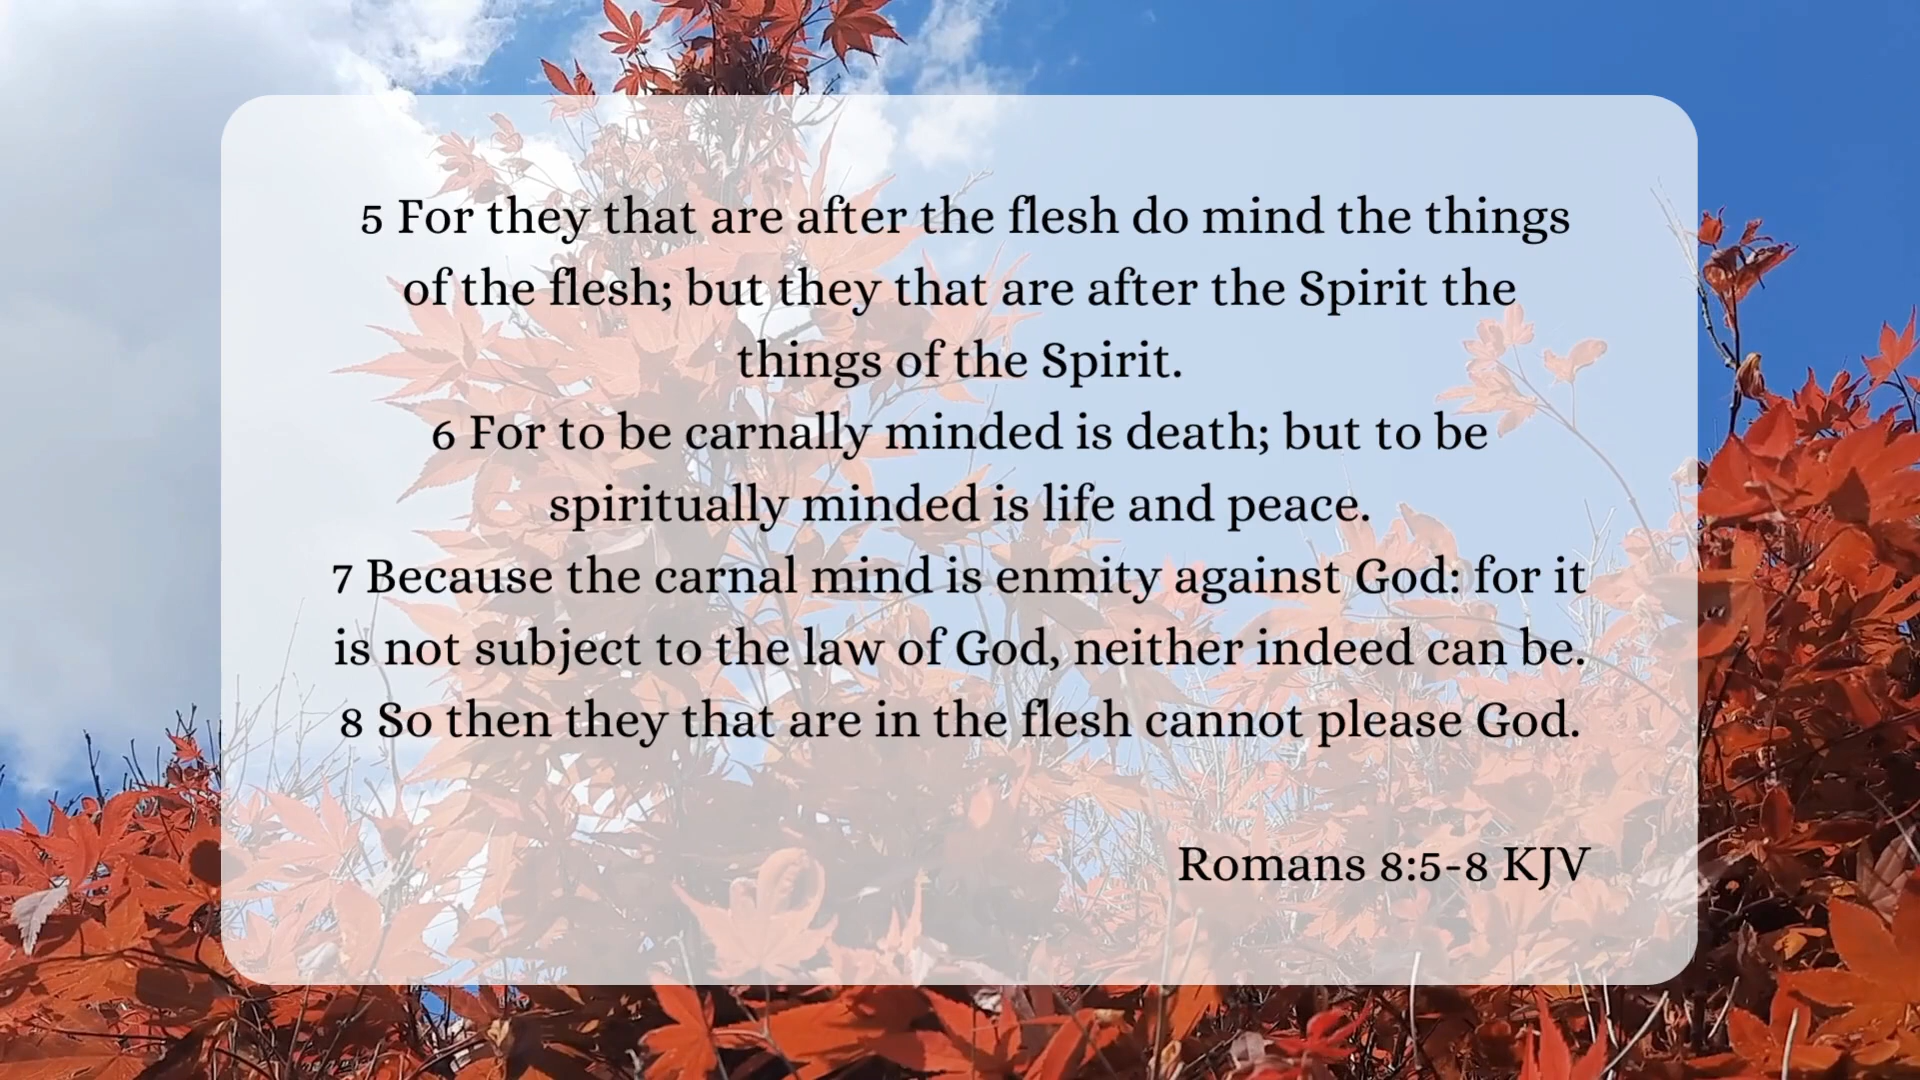 5 For they that are after the flesh do mind the things
of the flesh; but they that are after the Spirit the
things of the Spirit.
6 For to be carnally minded is death; but to be
spiritually minded is life and peace.
7 Because the carnal mind is enmity against God: for it
is not subject to the law of God, neither indeed can be.
8 So then they that are in the flesh cannot please God.
Romans 8:5-8 KJV